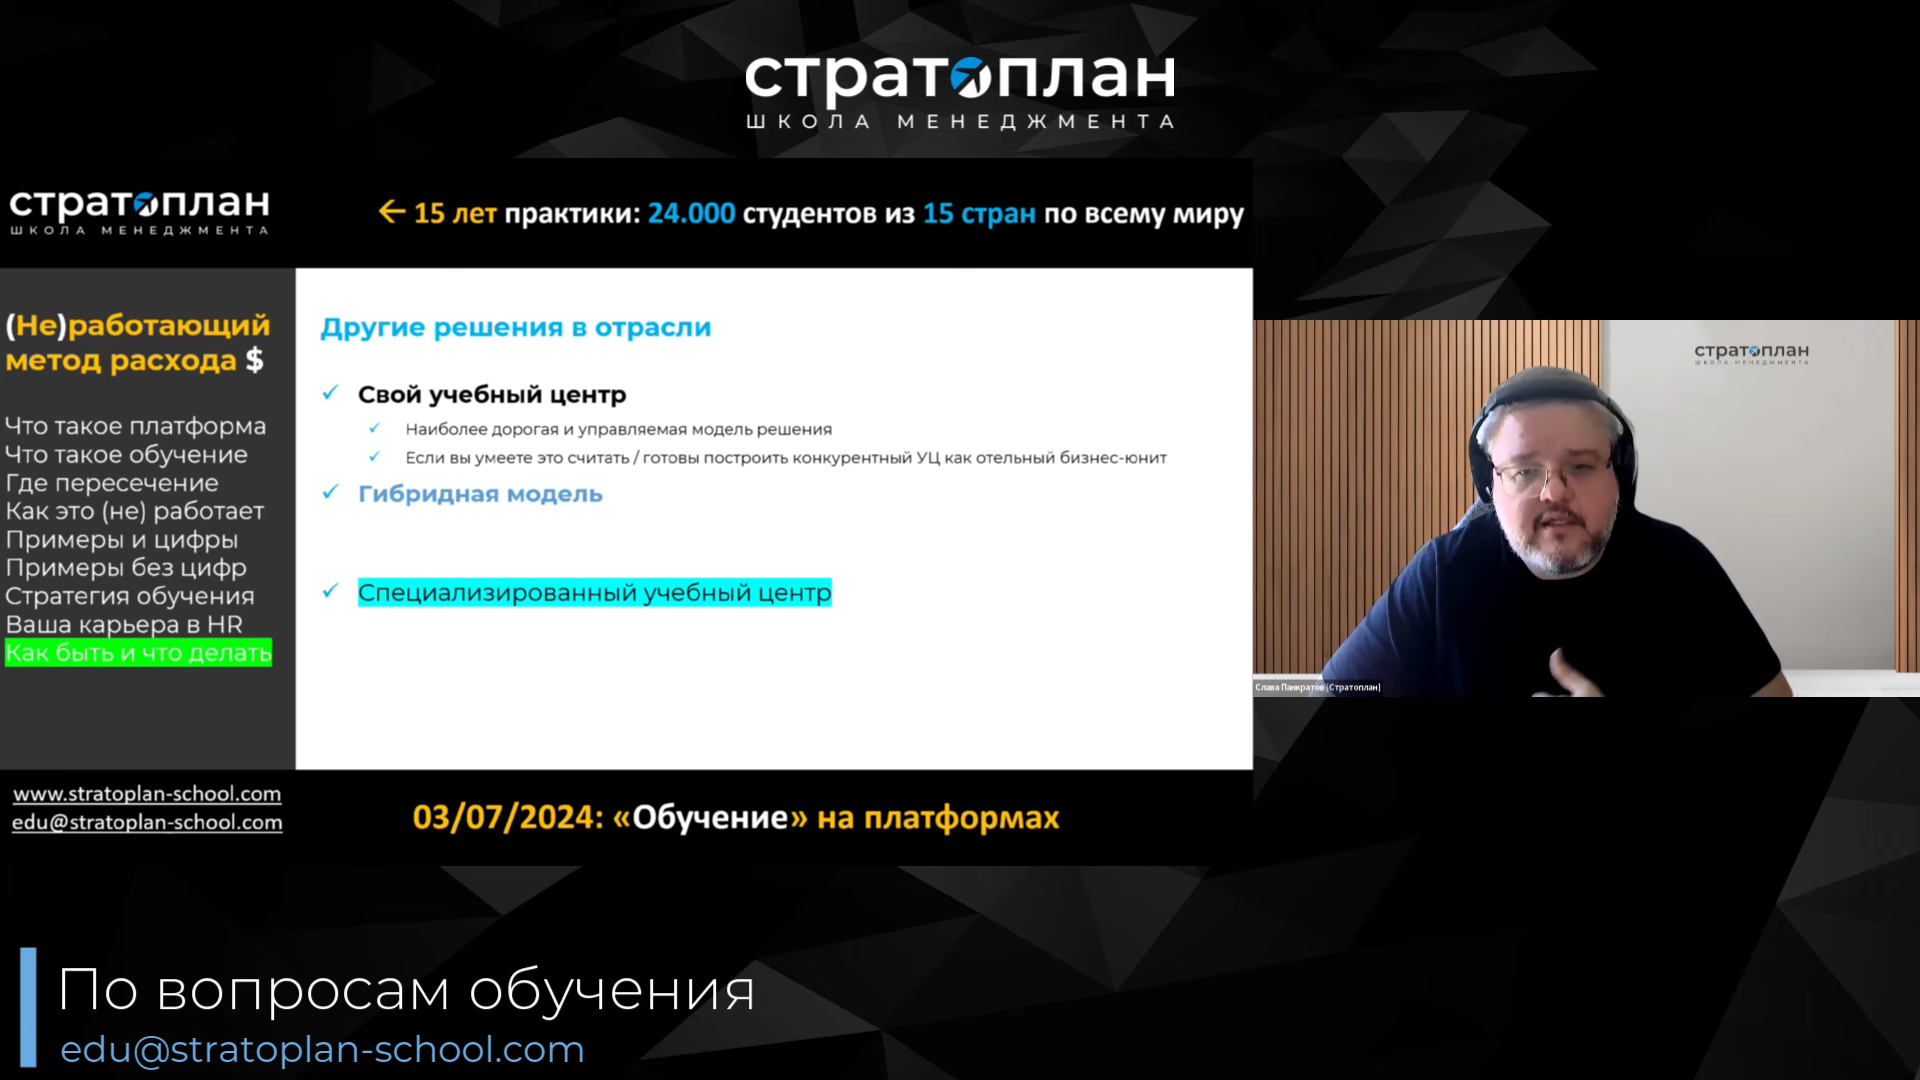 стратоплан
ШКОЛА МЕНЕДЖМЕНТА
стратоплан
ШКОЛА МЕНЕДЖМЕНТА
← 15 лет практики: 24.000 студентов из 15 стран по всему миру
(Не)работающий
метод расхода $
Что такое платформа
Что такое обучение
Где пересечение
Как это (не) работает
Примеры и цифры
Примеры без цифр
Стратегия обучения
Ваша карьера в HR
Как быть и что делать
Другие решения в отрасли
✓ Свой учебный центр
✓ Наиболее дорогая и управляемая модель решения
✓ Если вы умеете это считать / готовы построить конкурентный УЦ как отельный бизнес-юнит
✓ Гибридная модель
✓ Специализированный учебный центр
стратоплан
ШКОЛА МЕНЕДЖМЕНТА
Слава Панкратов [Стратоплан]
www.stratoplan-school.com
edu@stratoplan-school.com
03/07/2024: «Обучение» на платформах
По вопросам обучения
edu@stratoplan-school.com